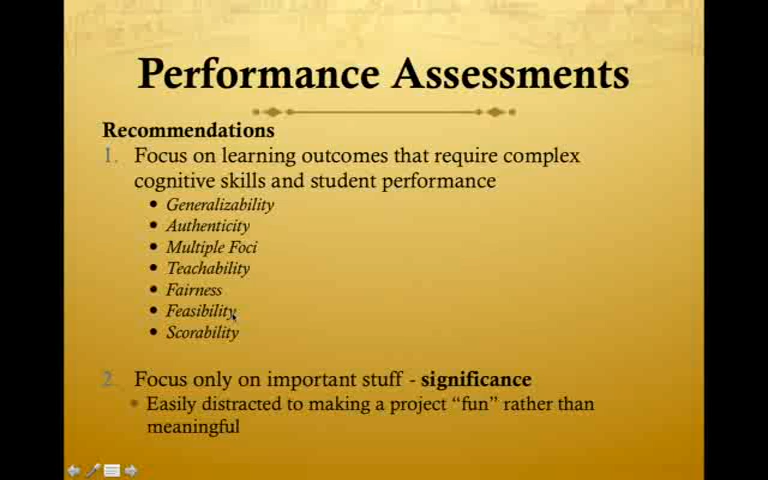 Performance Assessments
Recommendations
1. Focus on learning outcomes that require complex
cognitive skills and student performance
• Generalizability
• Authenticity
• Multiple Foci
• Teachability
• Fairness
• Feasibility
• Scorability
2. Focus only on important stuff - significance
• Easily distracted to making a project “fun” rather than
meaningful